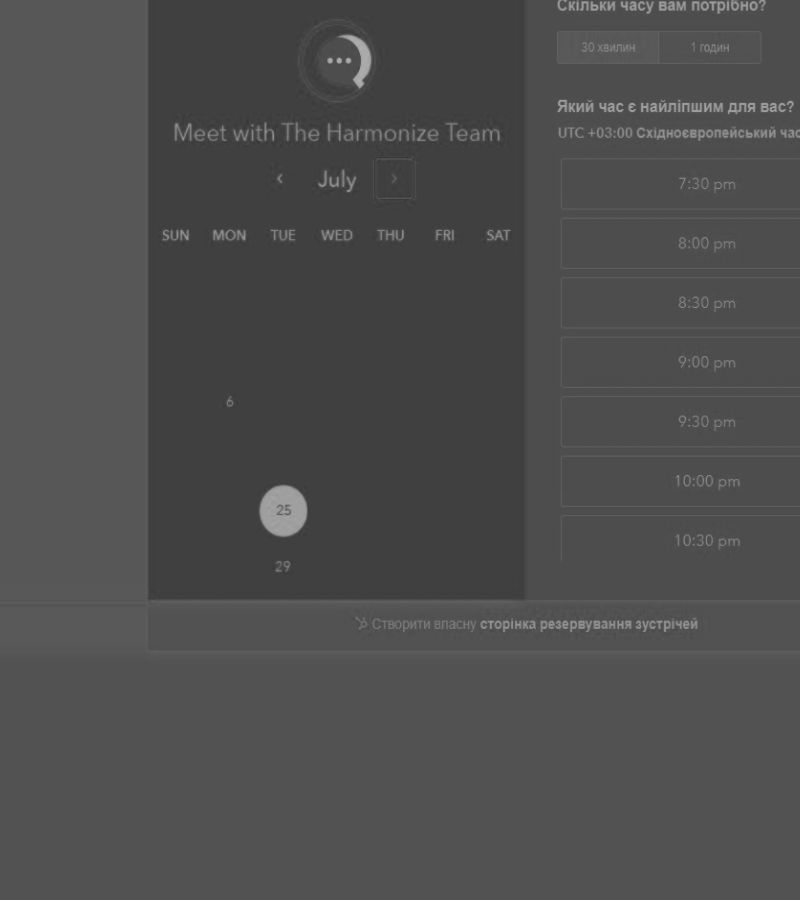 Meet with The Harmonize Team
‹ July ›
SUN MON TUE WED THU FRI SAT
6
25
29
Скільки часу вам потрібно?
30 хвилин 1 годин
Який час є найліпшим для вас?
UTC +03:00 Східноєвропейський час
7:30 pm
8:00 pm
8:30 pm
9:00 pm
9:30 pm
10:00 pm
10:30 pm
Створити власну сторінка резервування зустрічей